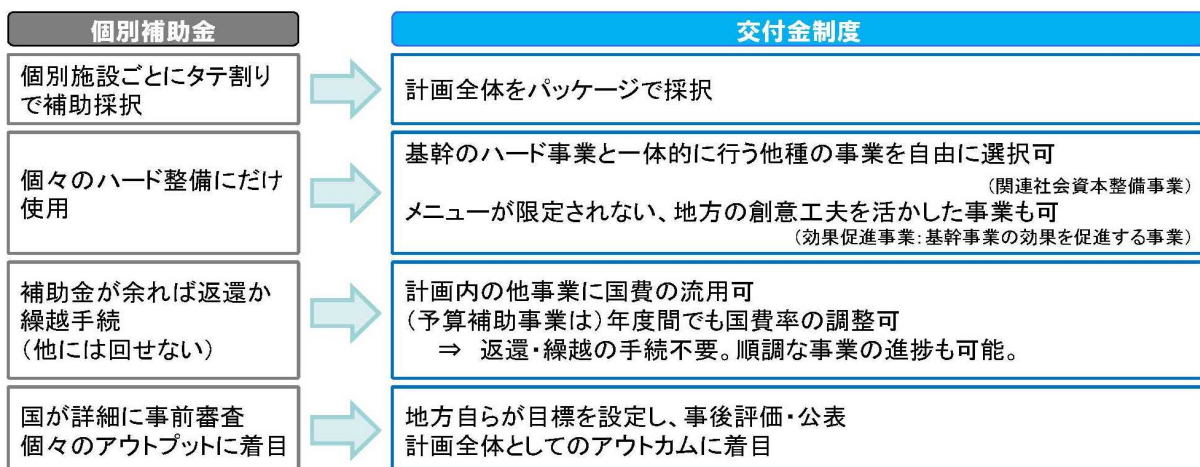 個別補助金
交付金制度
個別施設ごとにタテ割り
で補助採択
計画全体をパッケージで採択
個々のハード整備にだけ
使用
基幹のハード事業と一体的に行う他種の事業を自由に選択可
(関連社会資本整備事業)
メニューが限定されない、地方の創意工夫を活かした事業も可
(効果促進事業:基幹事業の効果を促進する事業)
補助金が余れば返還か
繰越手続
(他には回せない)
計画内の他事業に国費の流用可
(予算補助事業は)年度間でも国費率の調整可
⇒ 返還・繰越の手続不要。順調な事業の進捗も可能。
国が詳細に事前審査
個々のアウトプットに着目
地方自らが目標を設定し、事後評価・公表
計画全体としてのアウトカムに着目